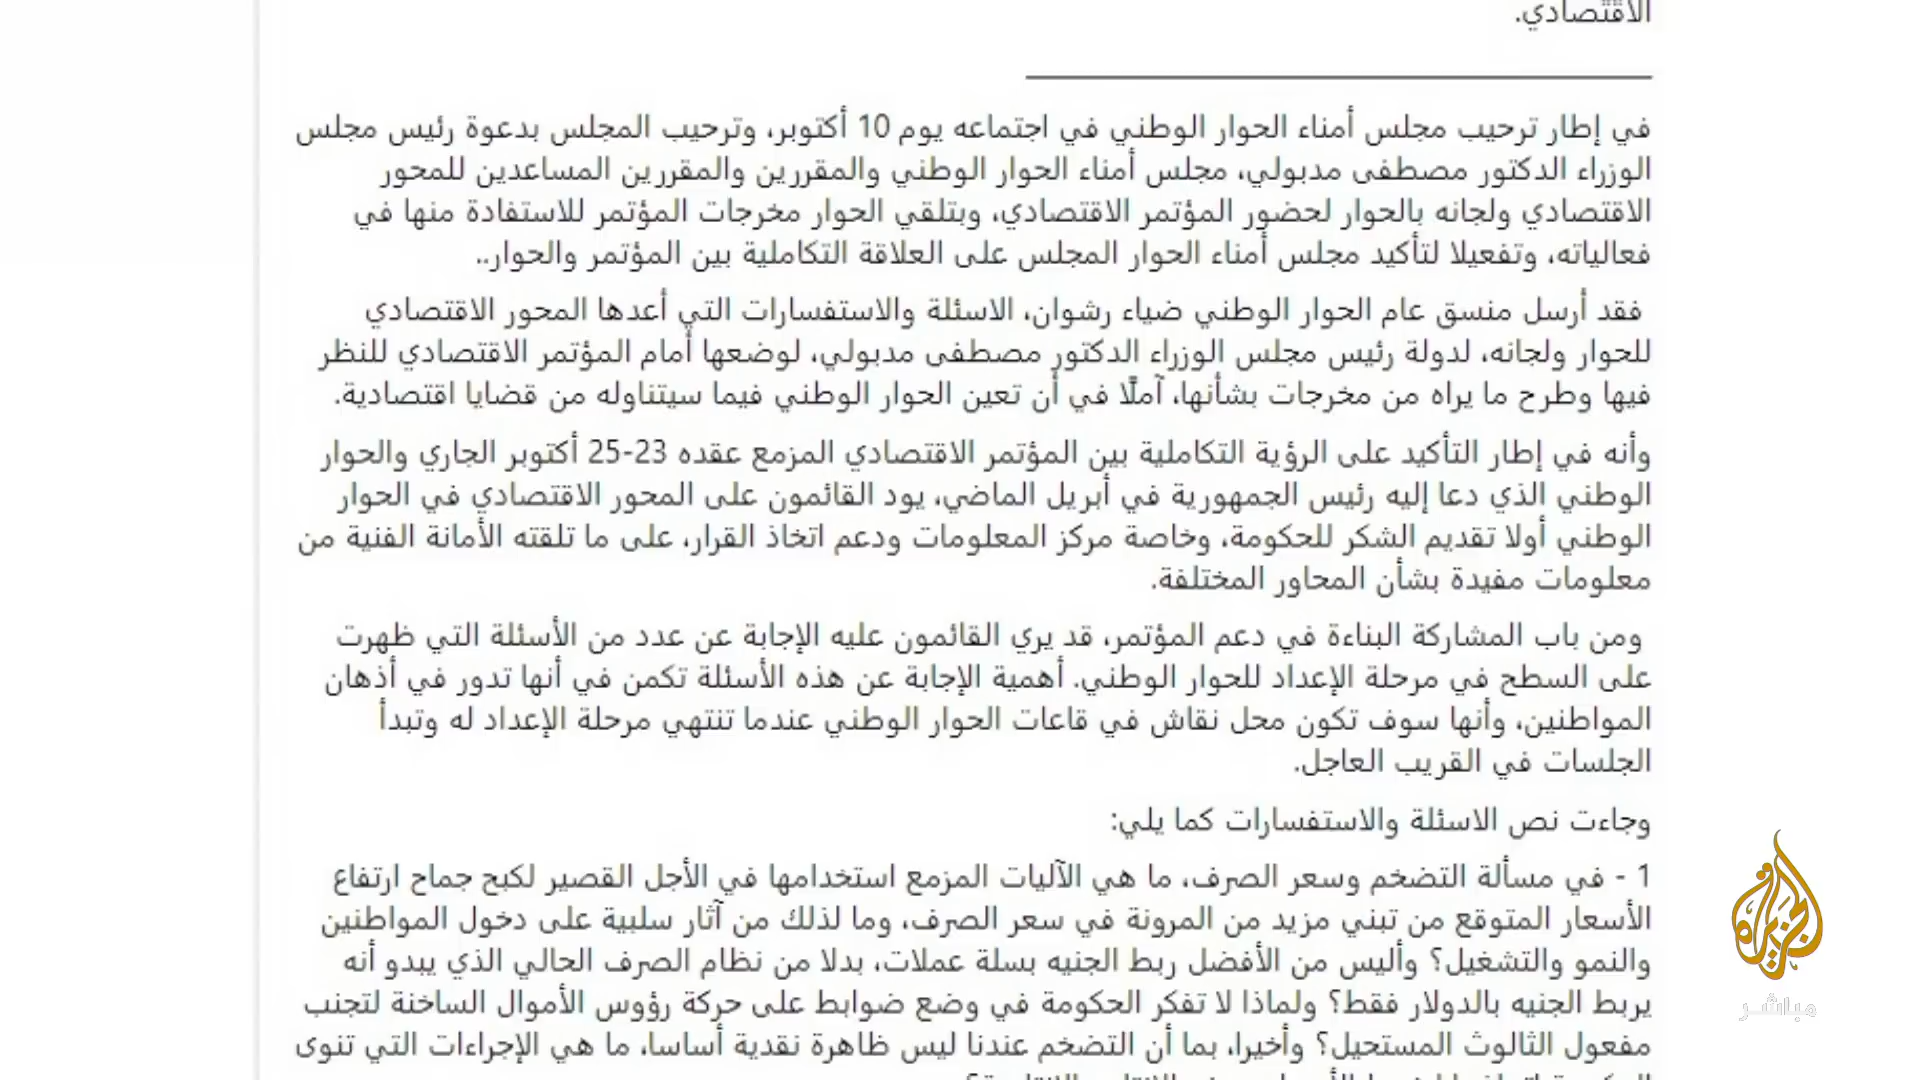 الاقتصادي.
في إطار ترحيب مجلس أمناء الحوار الوطني في اجتماعه يوم 10 أكتوبر، وترحيب المجلس بدعوة رئيس مجلس
الوزراء الدكتور مصطفى مدبولي، مجلس أمناء الحوار الوطني والمقررين والمقررين المساعدين للمحور
الاقتصادي ولجانه بالحوار لحضور المؤتمر الاقتصادي، وبتلقي الحوار مخرجات المؤتمر للاستفادة منها في
فعالياته، وتفعيلا لتأكيد مجلس أمناء الحوار المجلس على العلاقة التكاملية بين المؤتمر والحوار..
فقد أرسل منسق عام الحوار الوطني ضياء رشوان، الاسئلة والاستفسارات التي أعدها المحور الاقتصادي
للحوار ولجانه، لدولة رئيس مجلس الوزراء الدكتور مصطفى مدبولي، لوضعها أمام المؤتمر الاقتصادي للنظر
فيها وطرح ما يراه من مخرجات بشأنها، آملًا في أن تعين الحوار الوطني فيما سيتناوله من قضايا اقتصادية.
وأنه في إطار التأكيد على الرؤية التكاملية بين المؤتمر الاقتصادي المزمع عقده 23-25 أكتوبر الجاري والحوار
الوطني الذي دعا إليه رئيس الجمهورية في أبريل الماضي، يود القائمون على المحور الاقتصادي في الحوار
الوطني أولا تقديم الشكر للحكومة، وخاصة مركز المعلومات ودعم اتخاذ القرار، على ما تلقته الأمانة الفنية من
معلومات مفيدة بشأن المحاور المختلفة.
ومن باب المشاركة البناءة في دعم المؤتمر، قد يري القائمون عليه الإجابة عن عدد من الأسئلة التي ظهرت
على السطح في مرحلة الإعداد للحوار الوطني. أهمية الإجابة عن هذه الأسئلة تكمن في أنها تدور في أذهان
المواطنين، وأنها سوف تكون محل نقاش في قاعات الحوار الوطني عندما تنتهي مرحلة الإعداد له وتبدأ
الجلسات في القريب العاجل.
وجاءت نص الاسئلة والاستفسارات كما يلي:
1 - في مسألة التضخم وسعر الصرف، ما هي الآليات المزمع استخدامها في الأجل القصير لكبح جماح ارتفاع
الأسعار المتوقع من تبني مزيد من المرونة في سعر الصرف، وما لذلك من آثار سلبية على دخول المواطنين
والنمو والتشغيل؟ وأليس من الأفضل ربط الجنيه بسلة عملات، بدلا من نظام الصرف الحالي الذي يبدو أنه
يربط الجنيه بالدولار فقط؟ ولماذا لا تفكر الحكومة في وضع ضوابط على حركة رؤوس الأموال الساخنة لتجنب
مفعول الثالوث المستحيل؟ وأخيرا، بما أن التضخم عندنا ليس ظاهرة نقدية أساسا، ما هي الإجراءات التي تنوى
الجزيرة
مباشر